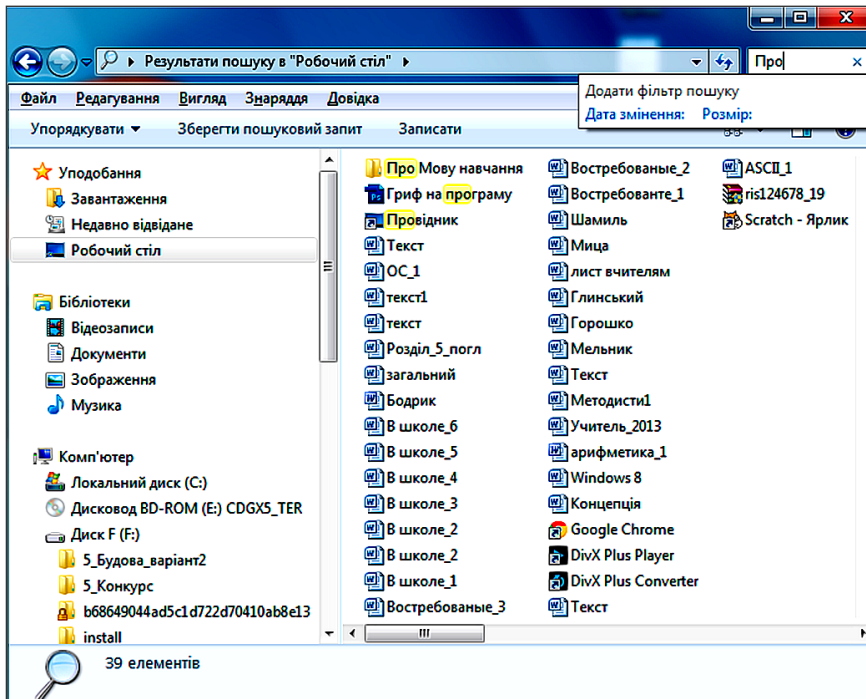 Результати пошуку в "Робочий стіл"
Про
Додати фільтр пошуку
Дата змінення: Розмір:
Файл Редагування Вигляд Знаряддя Довідка
Упорядкувати Зберегти пошуковий запит Записати
Уподобання
Завантаження
Недавно відвідане
Робочий стіл
Бібліотеки
Відеозаписи
Документи
Зображення
Музика
Комп'ютер
Локальний диск (C:)
Дисковод BD-ROM (E:) CDGX5_TER
Диск F (F:)
5_Будова_варіант2
5_Конкурс
b68649044ad5c1d722d70410ab8e13
install
Про Мову навчання
Гриф на програму
Провідник
Текст
ОС_1
текст1
текст
Розділ_5_погл
загальний
Бодрик
В школе_6
В школе_5
В школе_4
В школе_3
В школе_2
В школе_2
В школе_1
Востребованые_3
Востребованые_2
Востребованте_1
Шамиль
Мица
лист вчителям
Глинський
Горошко
Мельник
Текст
Методисти1
Учитель_2013
арифметика_1
Windows 8
Концепція
Google Chrome
DivX Plus Player
DivX Plus Converter
Текст
ASCII_1
ris124678_19
Scratch - Ярлик
39 елементів